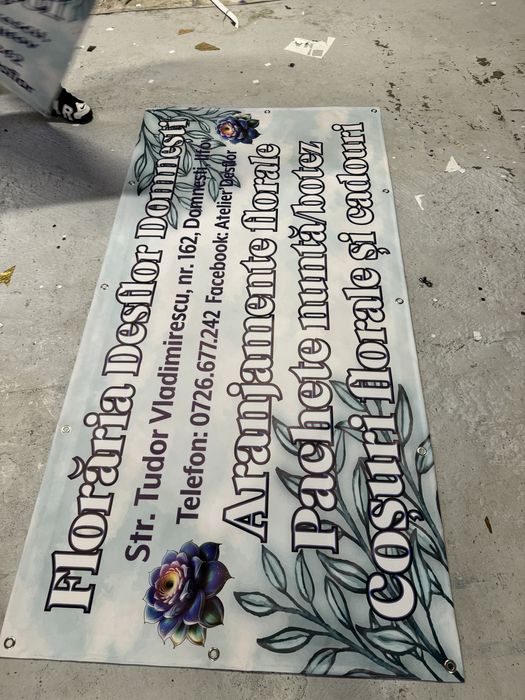 Florăria Desflor Domnești
Str. Tudor Vladimirescu, nr. 162, Domnești, Ilfov
Telefon: 0726.677.242 Facebook: Atelier Desflor
Aranjamente florale
Pachete nuntă/botez
Coșuri florale și cadouri